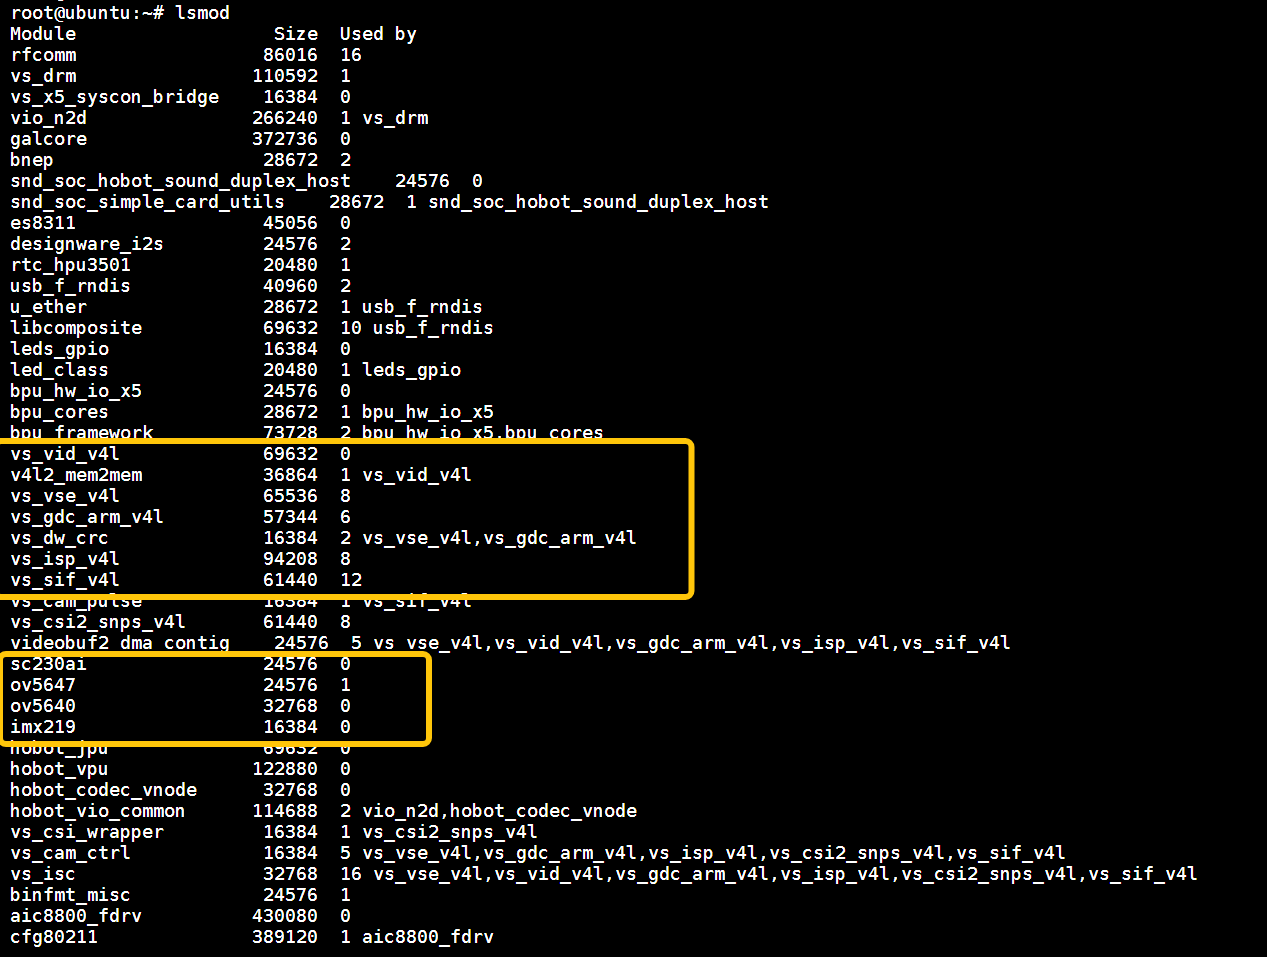 root@ubuntu:~# lsmod
Module                  Size  Used by
rfcomm                 86016  16
vs_drm                110592  1
vs_x5_syscon_bridge    16384  0
vio_n2d               266240  1 vs_drm
galcore               372736  0
bnep                   28672  2
snd_soc_hobot_sound_duplex_host    24576  0
snd_soc_simple_card_utils    28672  1 snd_soc_hobot_sound_duplex_host
es8311                 45056  0
designware_i2s         24576  2
rtc_hpu3501            20480  1
usb_f_rndis            40960  2
u_ether                28672  1 usb_f_rndis
libcomposite           69632  10 usb_f_rndis
leds_gpio              16384  0
led_class              20480  1 leds_gpio
bpu_hw_io_x5           24576  0
bpu_cores              28672  1 bpu_hw_io_x5
bpu_framework          73728  2 bpu_hw_io_x5,bpu_cores
vs_vid_v4l             69632  0
v4l2_mem2mem           36864  1 vs_vid_v4l
vs_vse_v4l             65536  8
vs_gdc_arm_v4l         57344  6
vs_dw_crc              16384  2 vs_vse_v4l,vs_gdc_arm_v4l
vs_isp_v4l             94208  8
vs_sif_v4l             61440  12
vs_cam_pulse           16384  1 vs_sif_v4l
vs_csi2_snps_v4l       61440  8
videobuf2_dma_contig    24576  5 vs_vse_v4l,vs_vid_v4l,vs_gdc_arm_v4l,vs_isp_v4l,vs_sif_v4l
sc230ai                24576  0
ov5647                 24576  1
ov5640                 32768  0
imx219                 16384  0
hobot_jpu              69632  0
hobot_vpu             122880  0
hobot_codec_vnode      32768  0
hobot_vio_common      114688  2 vio_n2d,hobot_codec_vnode
vs_csi_wrapper         16384  1 vs_csi2_snps_v4l
vs_cam_ctrl            16384  5 vs_vse_v4l,vs_gdc_arm_v4l,vs_isp_v4l,vs_csi2_snps_v4l,vs_sif_v4l
vs_isc                 32768  16 vs_vse_v4l,vs_vid_v4l,vs_gdc_arm_v4l,vs_isp_v4l,vs_csi2_snps_v4l,vs_sif_v4l
binfmt_misc            24576  1
aic8800_fdrv          430080  0
cfg80211              389120  1 aic8800_fdrv